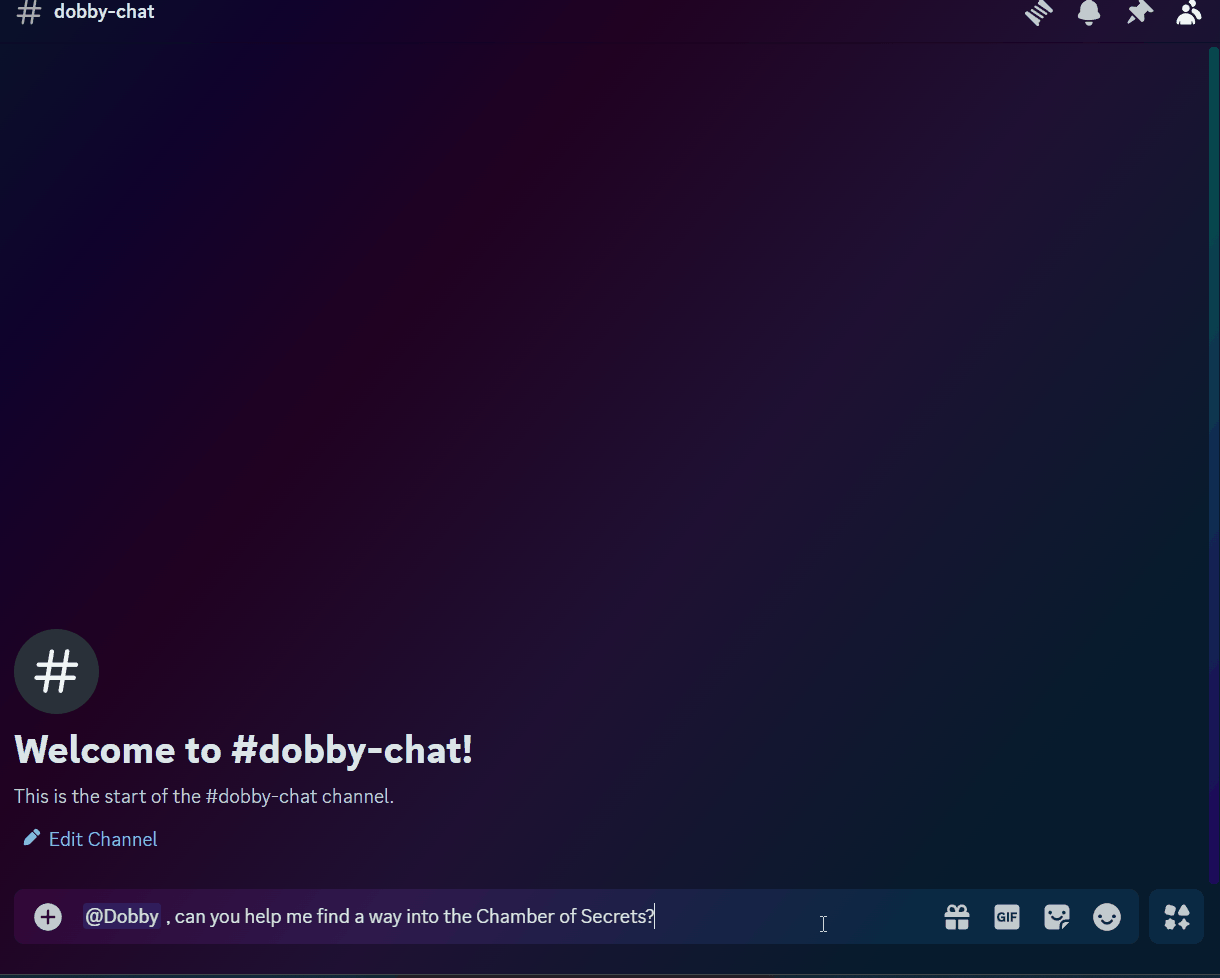 dobby-chat
Welcome to #dobby-chat!
This is the start of the #dobby-chat channel.
Edit Channel
@Dobby , can you help me find a way into the Chamber of Secrets?
GIF